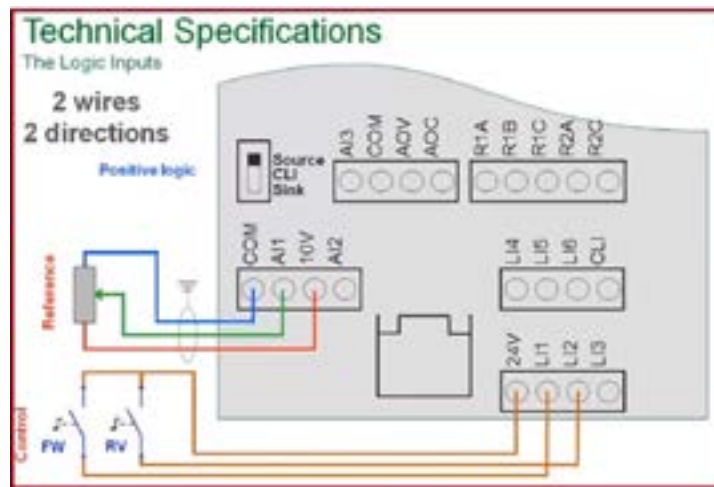 Technical Specifications
The Logic Inputs
2 wires
2 directions
Positive logic
Source
CLI
Sink
AI3
COM
AOV
AOC
R1A
R1B
R1C
R2A
R2C
COM
AI1
10V
AI2
LI4
LI5
LI6
CLI
Reference
24V
LI1
LI2
LI3
Control
FW
RV